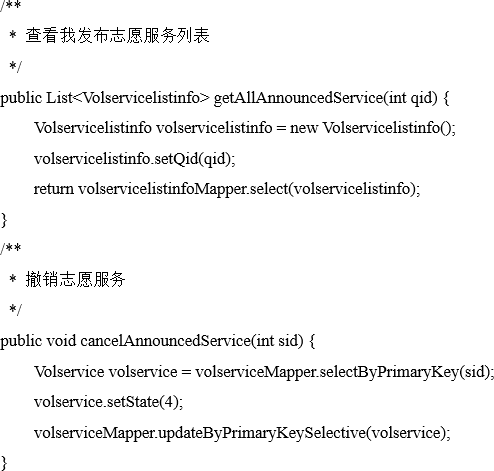 /**
* 查看我发布志愿服务列表
*/
public List<Volservicelistinfo> getAllAnnouncedService(int qid) {
Volservicelistinfo volservicelistinfo = new Volservicelistinfo();
volservicelistinfo.setQid(qid);
return volservicelistinfoMapper.select(volservicelistinfo);
}
/**
* 撤销志愿服务
*/
public void cancelAnnouncedService(int sid) {
Volservice volservice = volserviceMapper.selectByPrimaryKey(sid);
volservice.setState(4);
volserviceMapper.updateByPrimaryKeySelective(volservice);
}